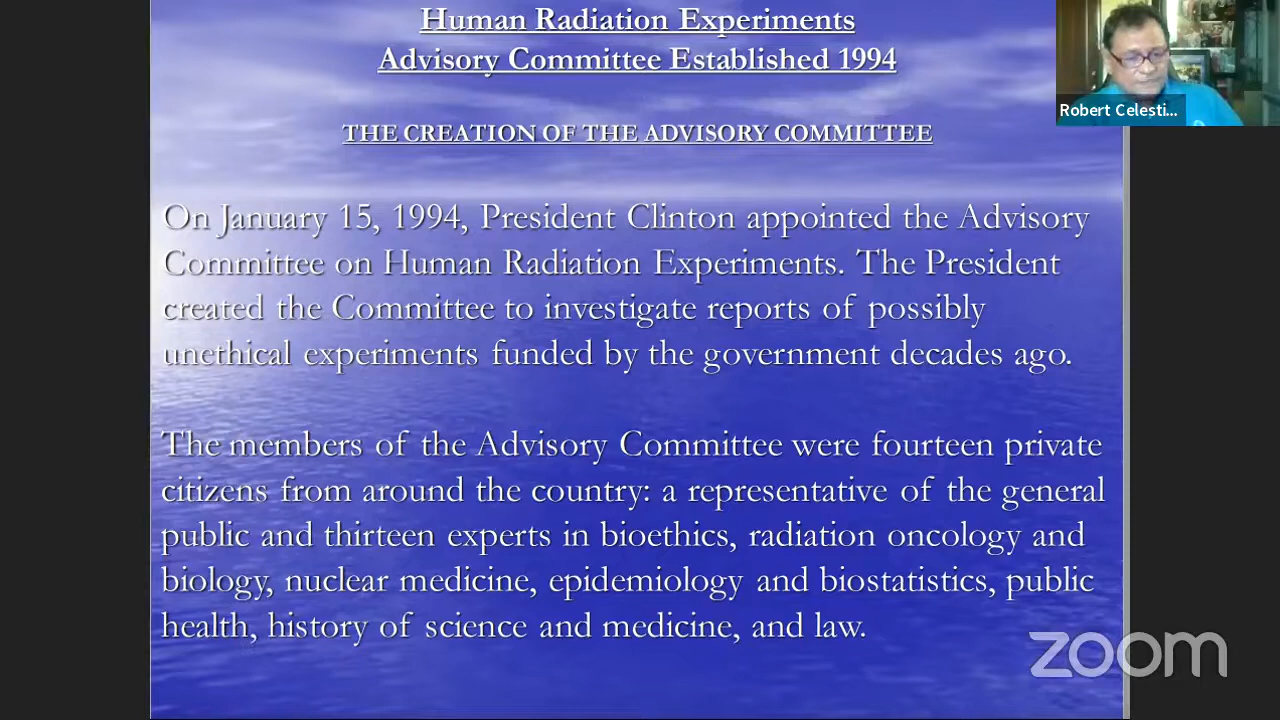 Human Radiation Experiments
Advisory Committee Established 1994
THE CREATION OF THE ADVISORY COMMITTEE
On January 15, 1994, President Clinton appointed the Advisory
Committee on Human Radiation Experiments. The President
created the Committee to investigate reports of possibly
unethical experiments funded by the government decades ago.
The members of the Advisory Committee were fourteen private
citizens from around the country: a representative of the general
public and thirteen experts in bioethics, radiation oncology and
biology, nuclear medicine, epidemiology and biostatistics, public
health, history of science and medicine, and law.
Robert Celesti...
zoom